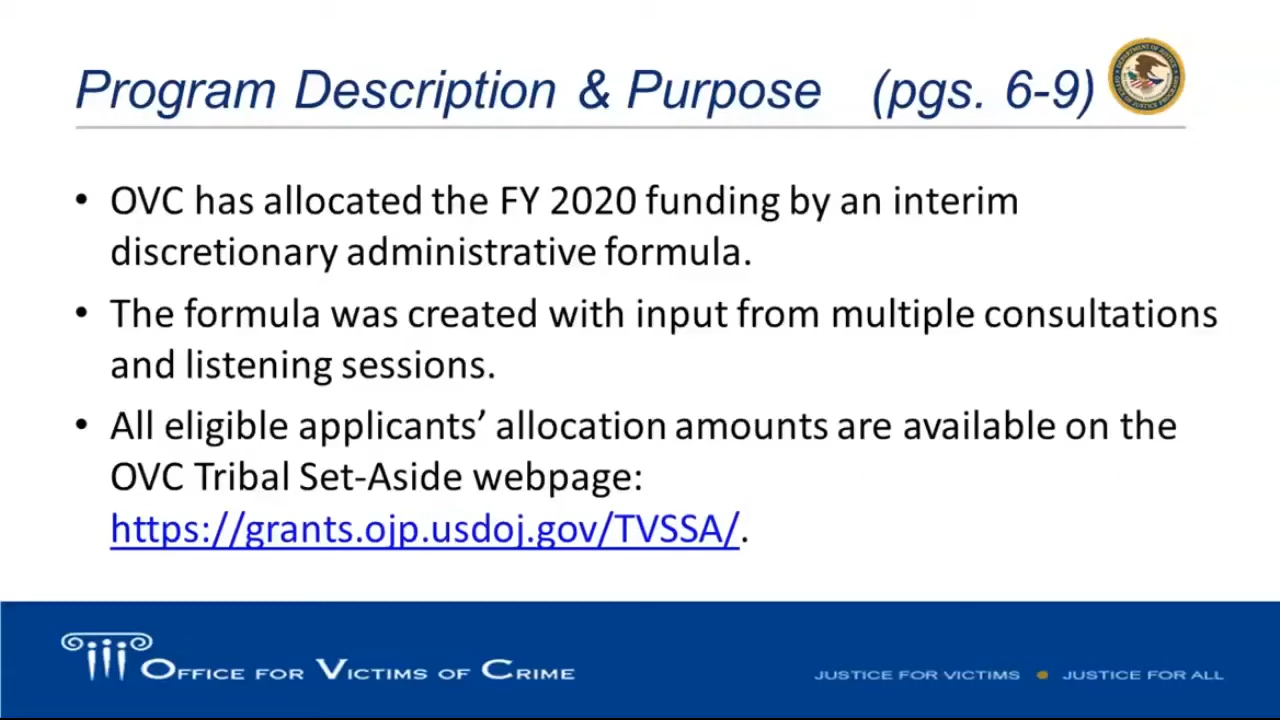 Program Description & Purpose (pgs. 6-9)
• OVC has allocated the FY 2020 funding by an interim
discretionary administrative formula.
• The formula was created with input from multiple consultations
and listening sessions.
• All eligible applicants’ allocation amounts are available on the
OVC Tribal Set-Aside webpage:
https://grants.ojp.usdoj.gov/TVSSA/.
OFFICE FOR VICTIMS OF CRIME
JUSTICE FOR VICTIMS • JUSTICE FOR ALL